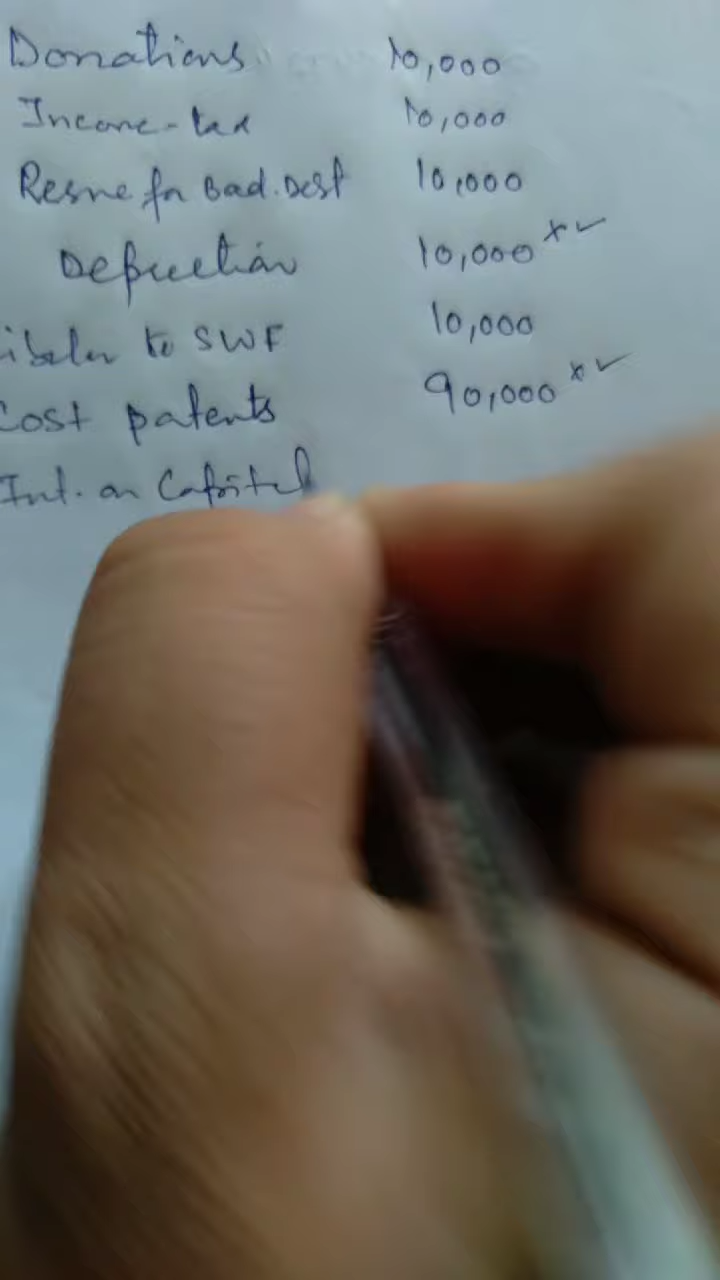 Donations 10,000
Income-tax 10,000
Reserve for Bad.Debt 10,000
Depreciation 10,000 ×✓
to SWF 10,000
Cost patents 90,000 ×✓
Int. on Capital